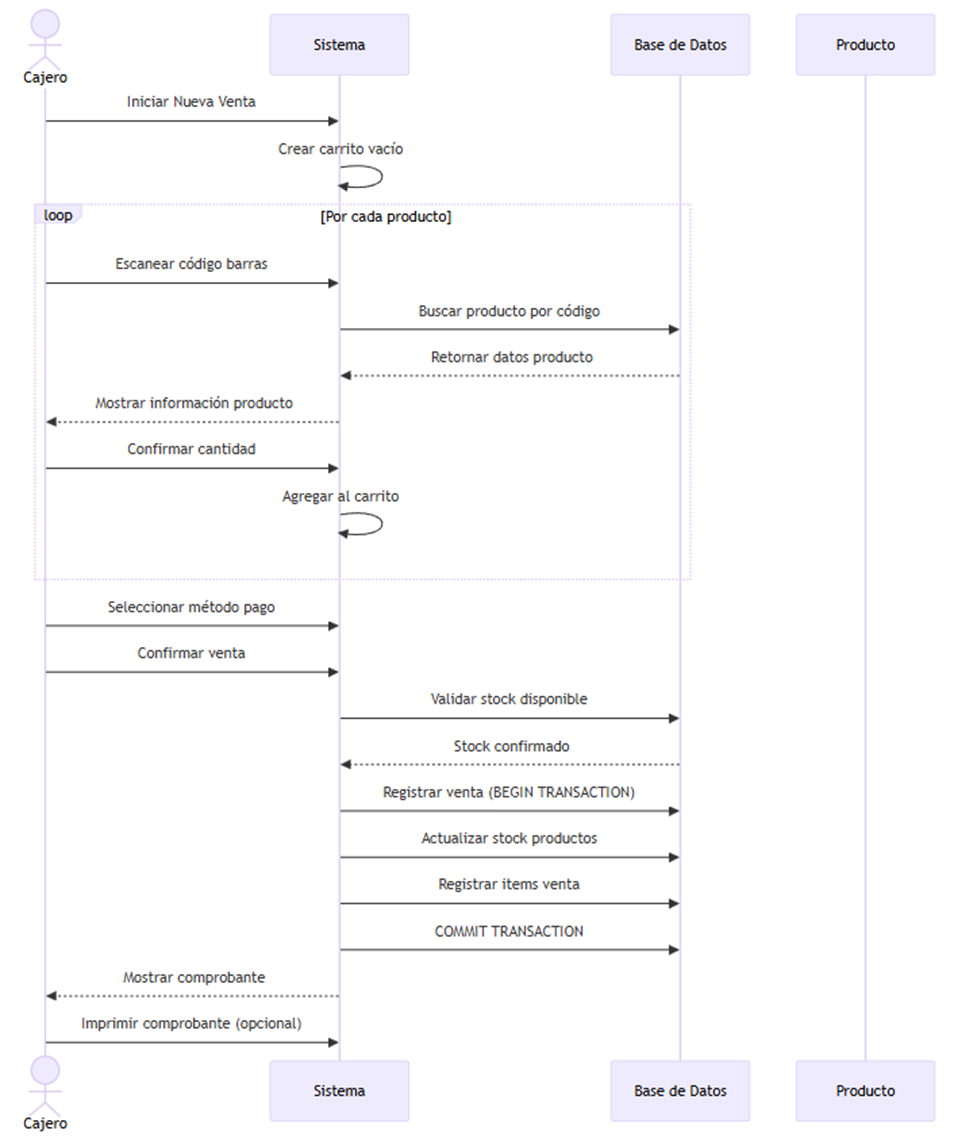 Sistema
Base de Datos
Producto
Cajero
Iniciar Nueva Venta
Crear carrito vacío
loop
[Por cada producto]
Escanear código barras
Buscar producto por código
Retornar datos producto
Mostrar información producto
Confirmar cantidad
Agregar al carrito
Seleccionar método pago
Confirmar venta
Validar stock disponible
Stock confirmado
Registrar venta (BEGIN TRANSACTION)
Actualizar stock productos
Registrar items venta
COMMIT TRANSACTION
Mostrar comprobante
Imprimir comprobante (opcional)
Sistema
Base de Datos
Producto
Cajero